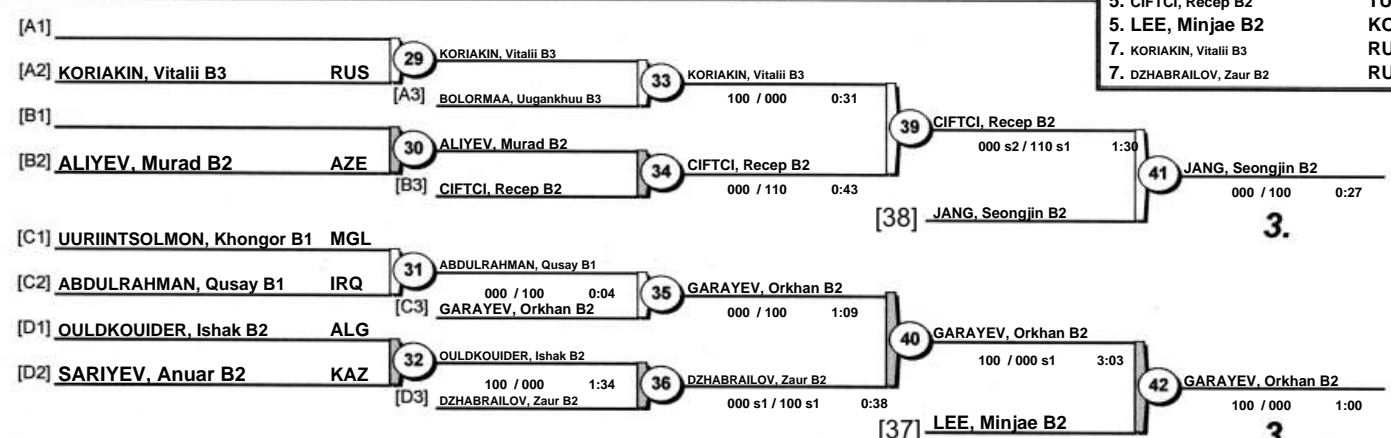 5. CIFTCI, Recep B2 TU
5. LEE, Minjae B2 KO
7. KORIAKIN, Vitalii B3 RU
7. DZHABRAILOV, Zaur B2 RU
[A1]
[A2] KORIAKIN, Vitalii B3 RUS
29
KORIAKIN, Vitalii B3
[A3] BOLORMAA, Uugankhuu B3
33
KORIAKIN, Vitalii B3
100 / 000 0:31
[B1]
[B2] ALIYEV, Murad B2 AZE
30
ALIYEV, Murad B2
[B3] CIFTCI, Recep B2
34
CIFTCI, Recep B2
000 / 110 0:43
39
CIFTCI, Recep B2
000 s2 / 110 s1 1:30
[38] JANG, Seongjin B2
41
JANG, Seongjin B2
000 / 100 0:27
3.
[C1] UURIINTSOLMON, Khongor B1 MGL
[C2] ABDULRAHMAN, Qusay B1 IRQ
31
ABDULRAHMAN, Qusay B1
000 / 100 0:04
[C3] GARAYEV, Orkhan B2
35
GARAYEV, Orkhan B2
000 / 100 1:09
[D1] OULDKOUIDER, Ishak B2 ALG
[D2] SARIYEV, Anuar B2 KAZ
32
OULDKOUIDER, Ishak B2
100 / 000 1:34
[D3] DZHABRAILOV, Zaur B2
36
DZHABRAILOV, Zaur B2
000 s1 / 100 s1 0:38
40
GARAYEV, Orkhan B2
100 / 000 s1 3:03
[37] LEE, Minjae B2
42
GARAYEV, Orkhan B2
100 / 000 1:00
3